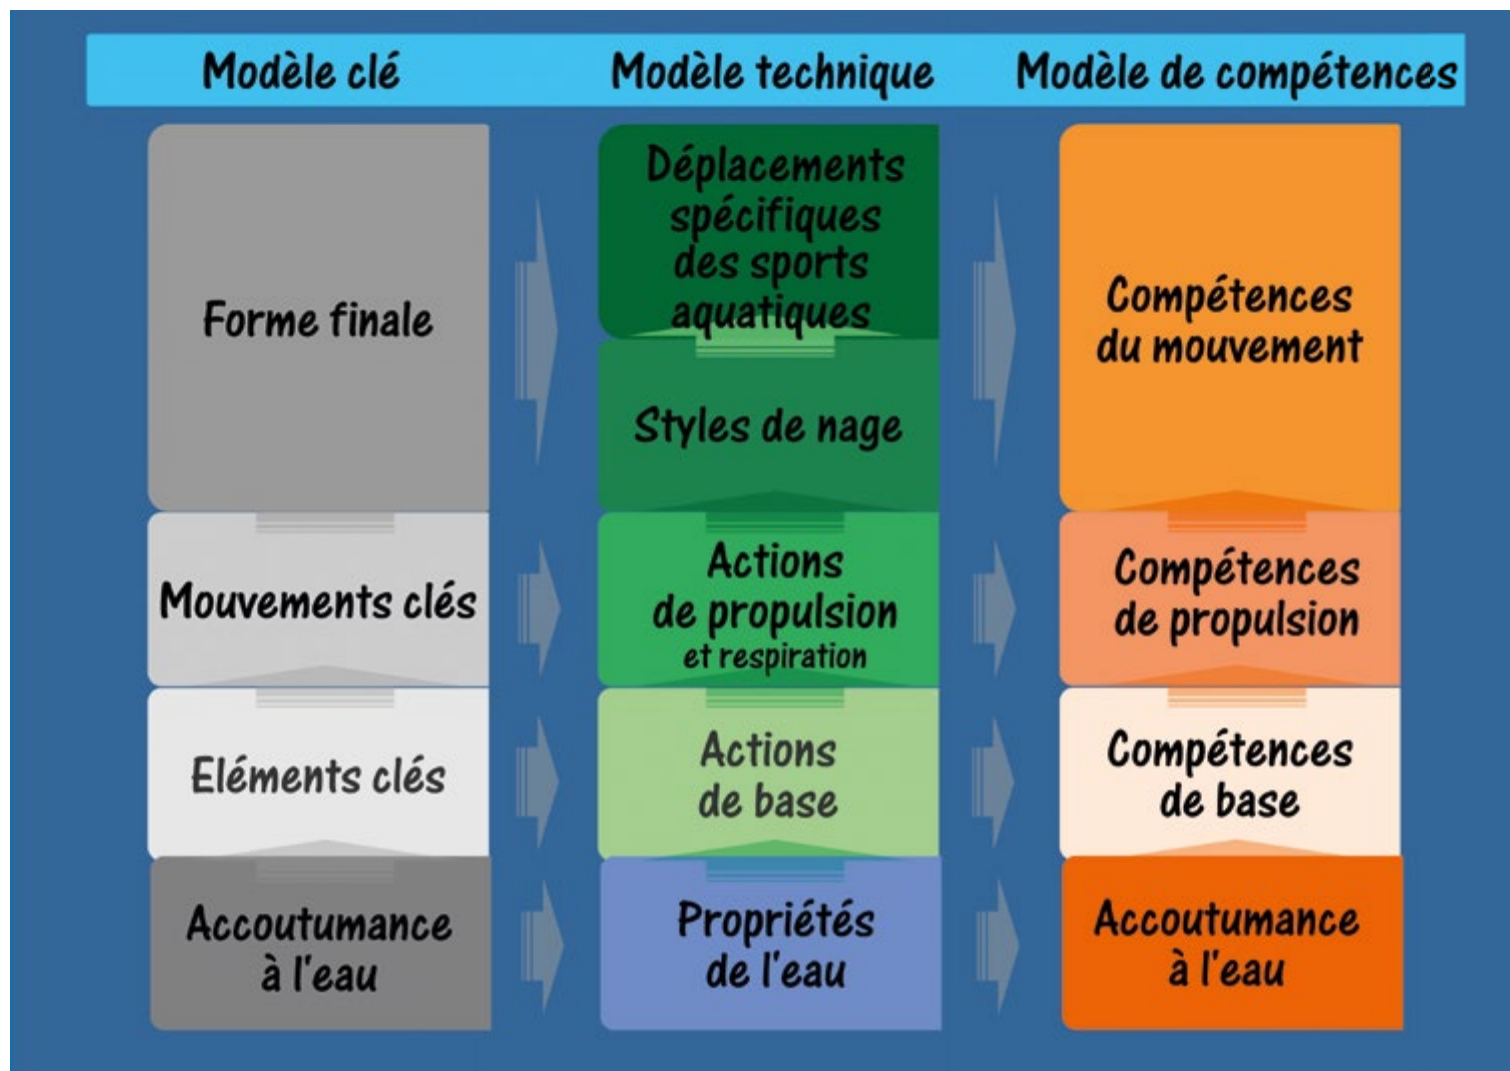 Modèle clé
Modèle technique
Modèle de compétences
Forme finale
Mouvements clés
Eléments clés
Accoutumance
à l'eau
Déplacements
spécifiques
des sports
aquatiques
Styles de nage
Actions
de propulsion
et respiration
Actions
de base
Propriétés
de l'eau
Compétences
du mouvement
Compétences
de propulsion
Compétences
de base
Accoutumance
à l'eau